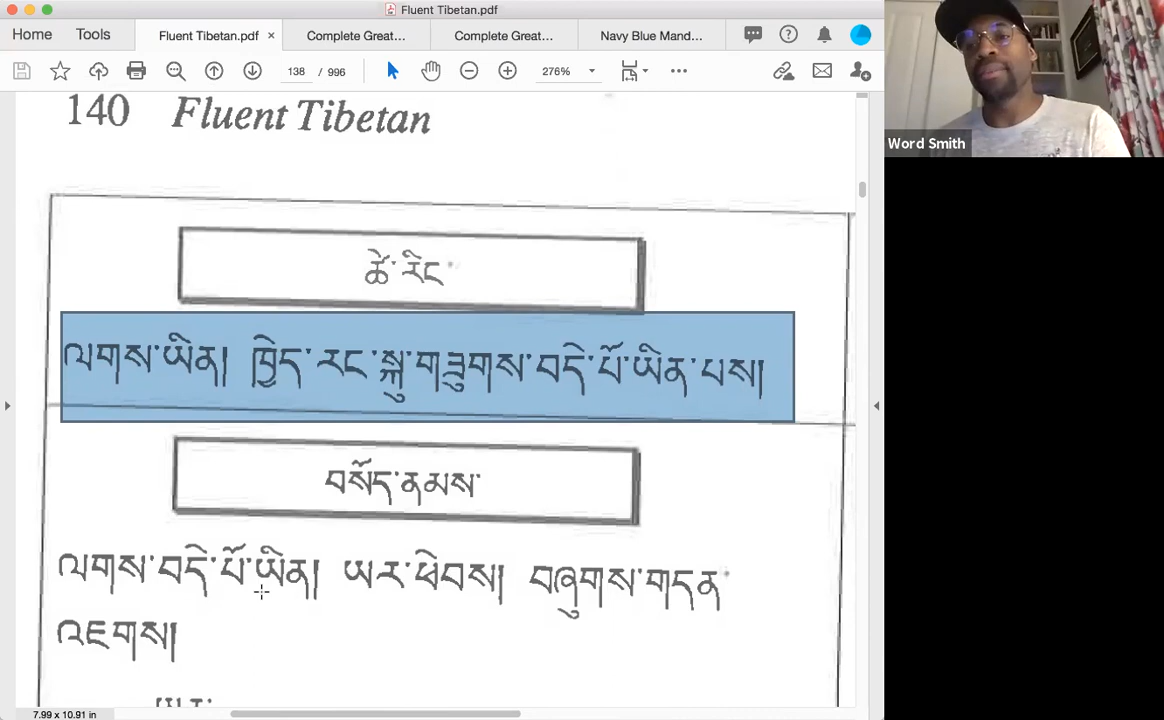 Fluent Tibetan.pdf
Home Tools Fluent Tibetan.pdf × Complete Great... Complete Great... Navy Blue Mand...
138 / 996 276%
Word Smith
140 Fluent Tibetan
ཚེ་རིང་
ལགས་ཡིན། ཁྱེད་རང་སྐུ་གཟུགས་བདེ་པོ་ཡིན་པས།
བསོད་ནམས་
ལགས་བདེ་པོ་ཡིན། ཡར་ཕེབས། བཞུགས་གདན་
འཇགས།
7.99 x 10.91 in